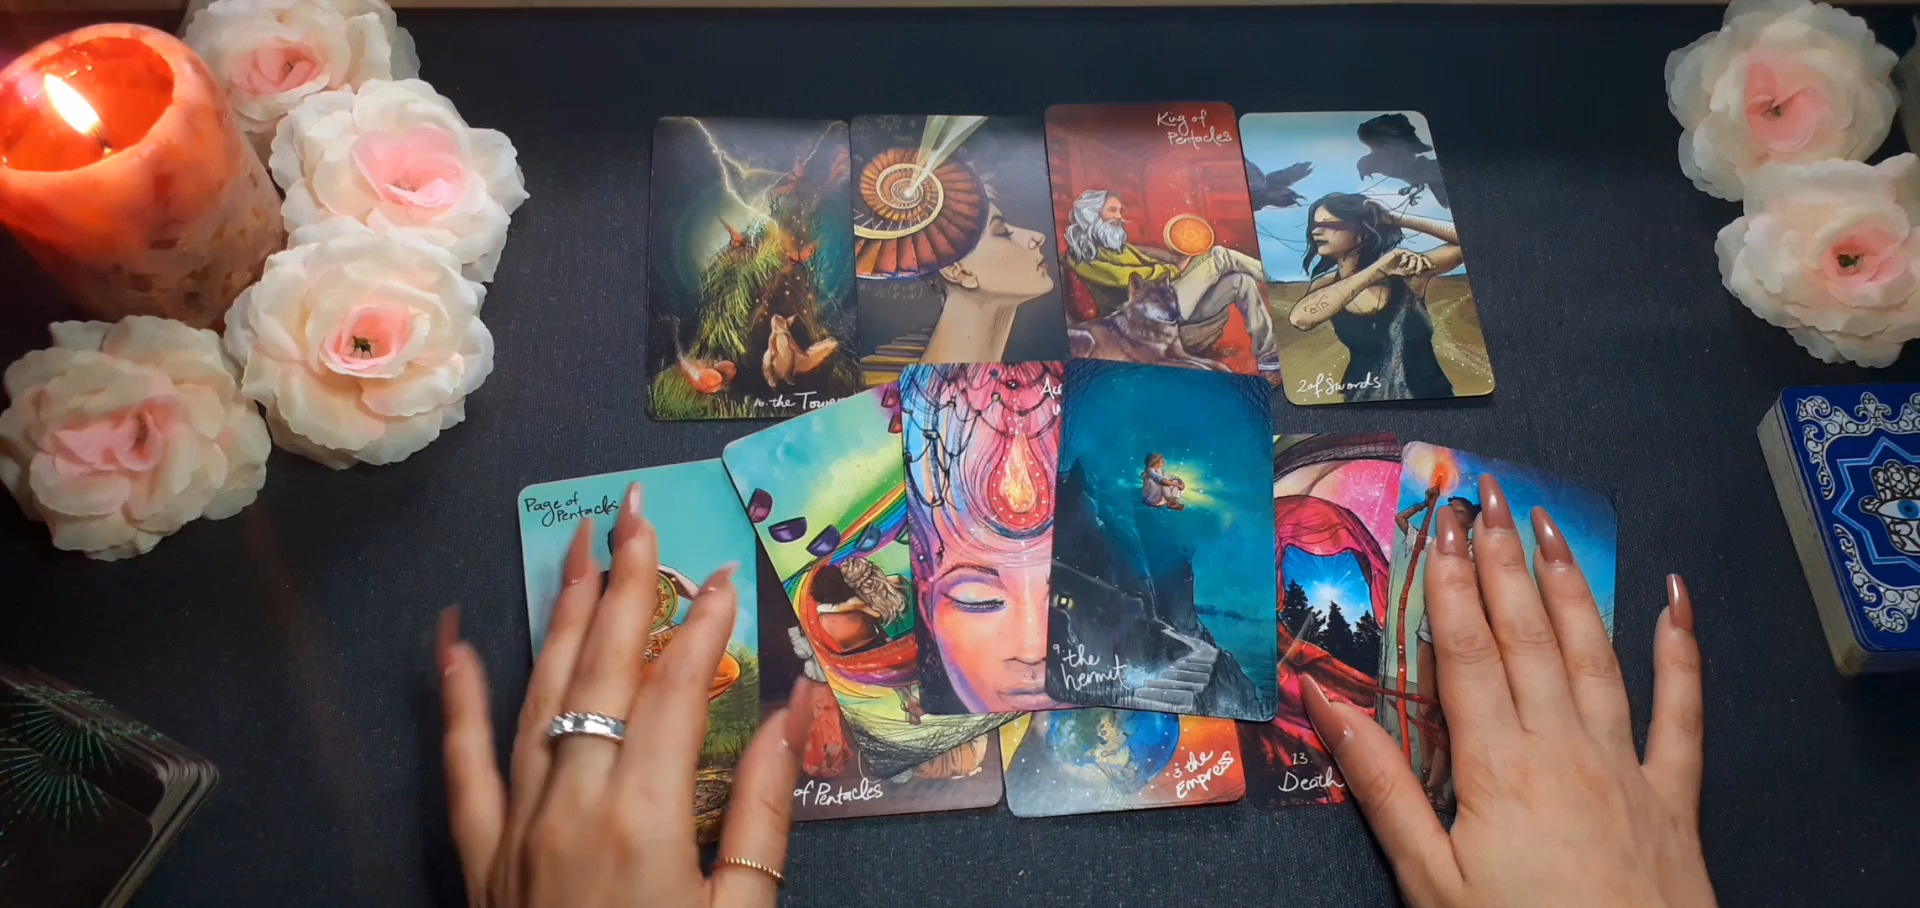 King of
Pentacles
16. the Tower
2 of Swords
Page of
Pentacles
9. the
hermit
of Pentacles
3. the
Empress
13.
Death